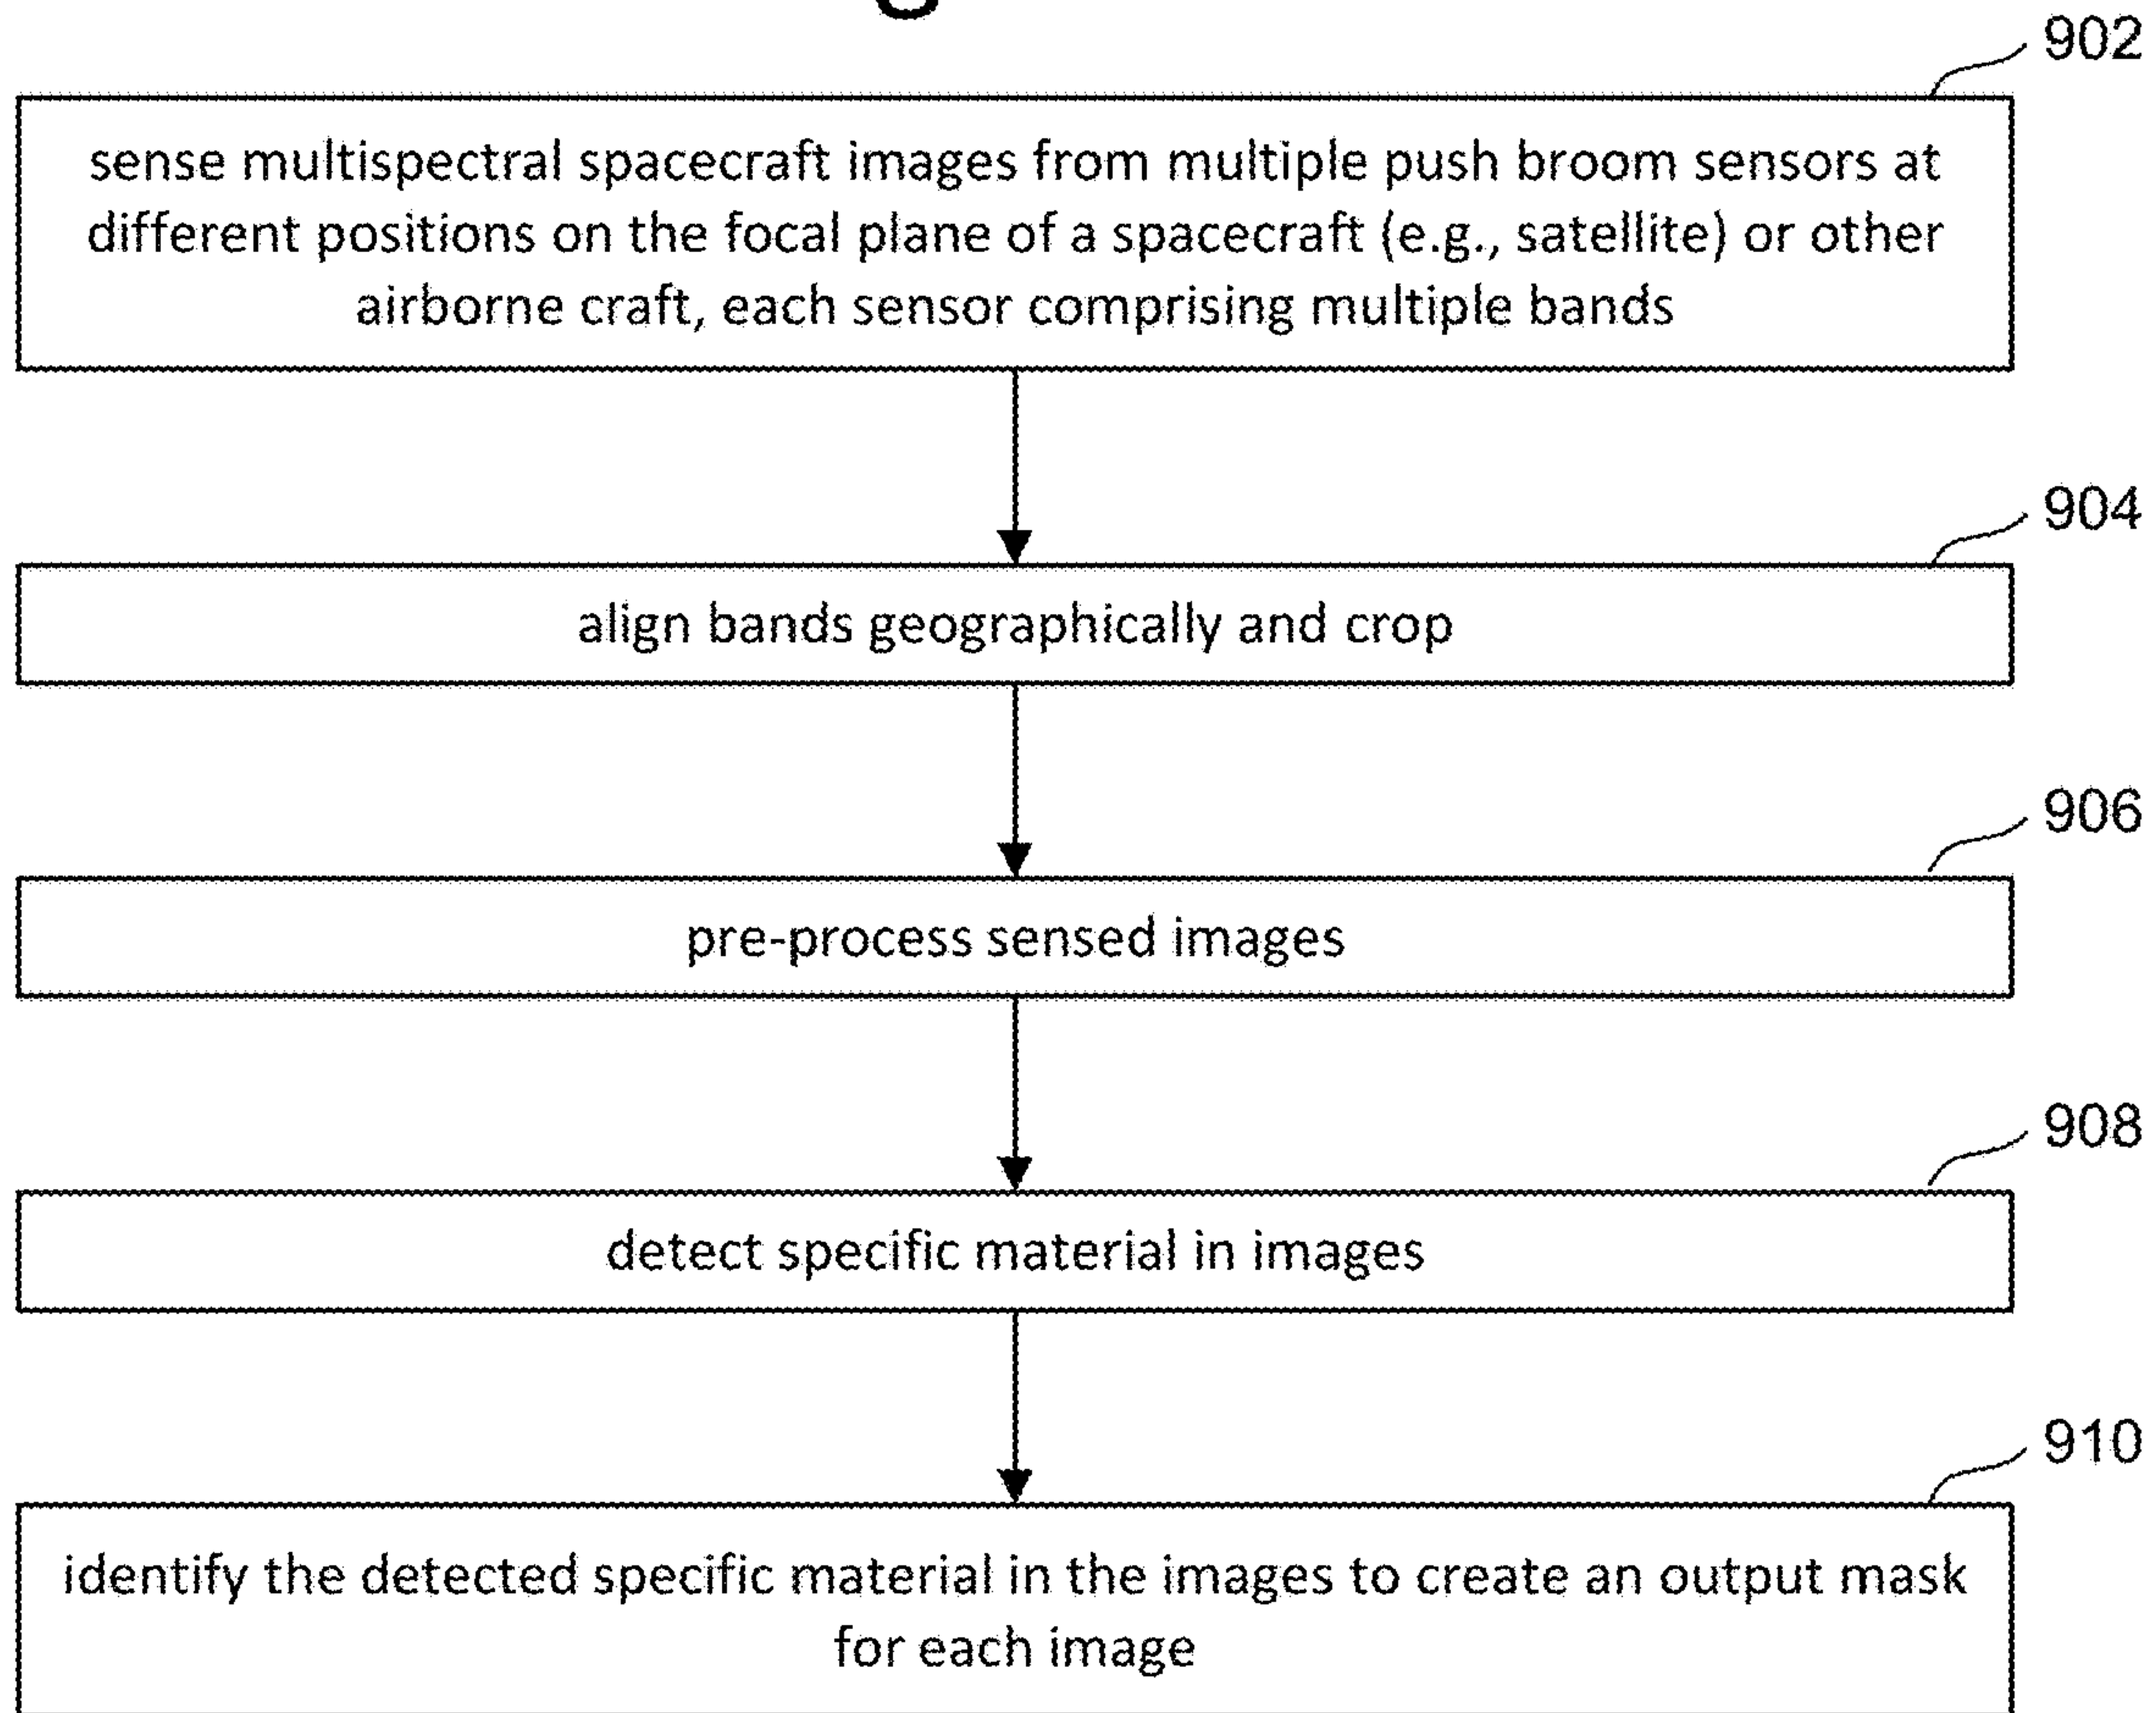 902
sense multispectral spacecraft images from multiple push broom sensors at
different positions on the focal plane of a spacecraft (e.g., satellite) or other
airborne craft, each sensor comprising multiple bands
904
align bands geographically and crop
906
pre-process sensed images
908
detect specific material in images
910
identify the detected specific material in the images to create an output mask
for each image